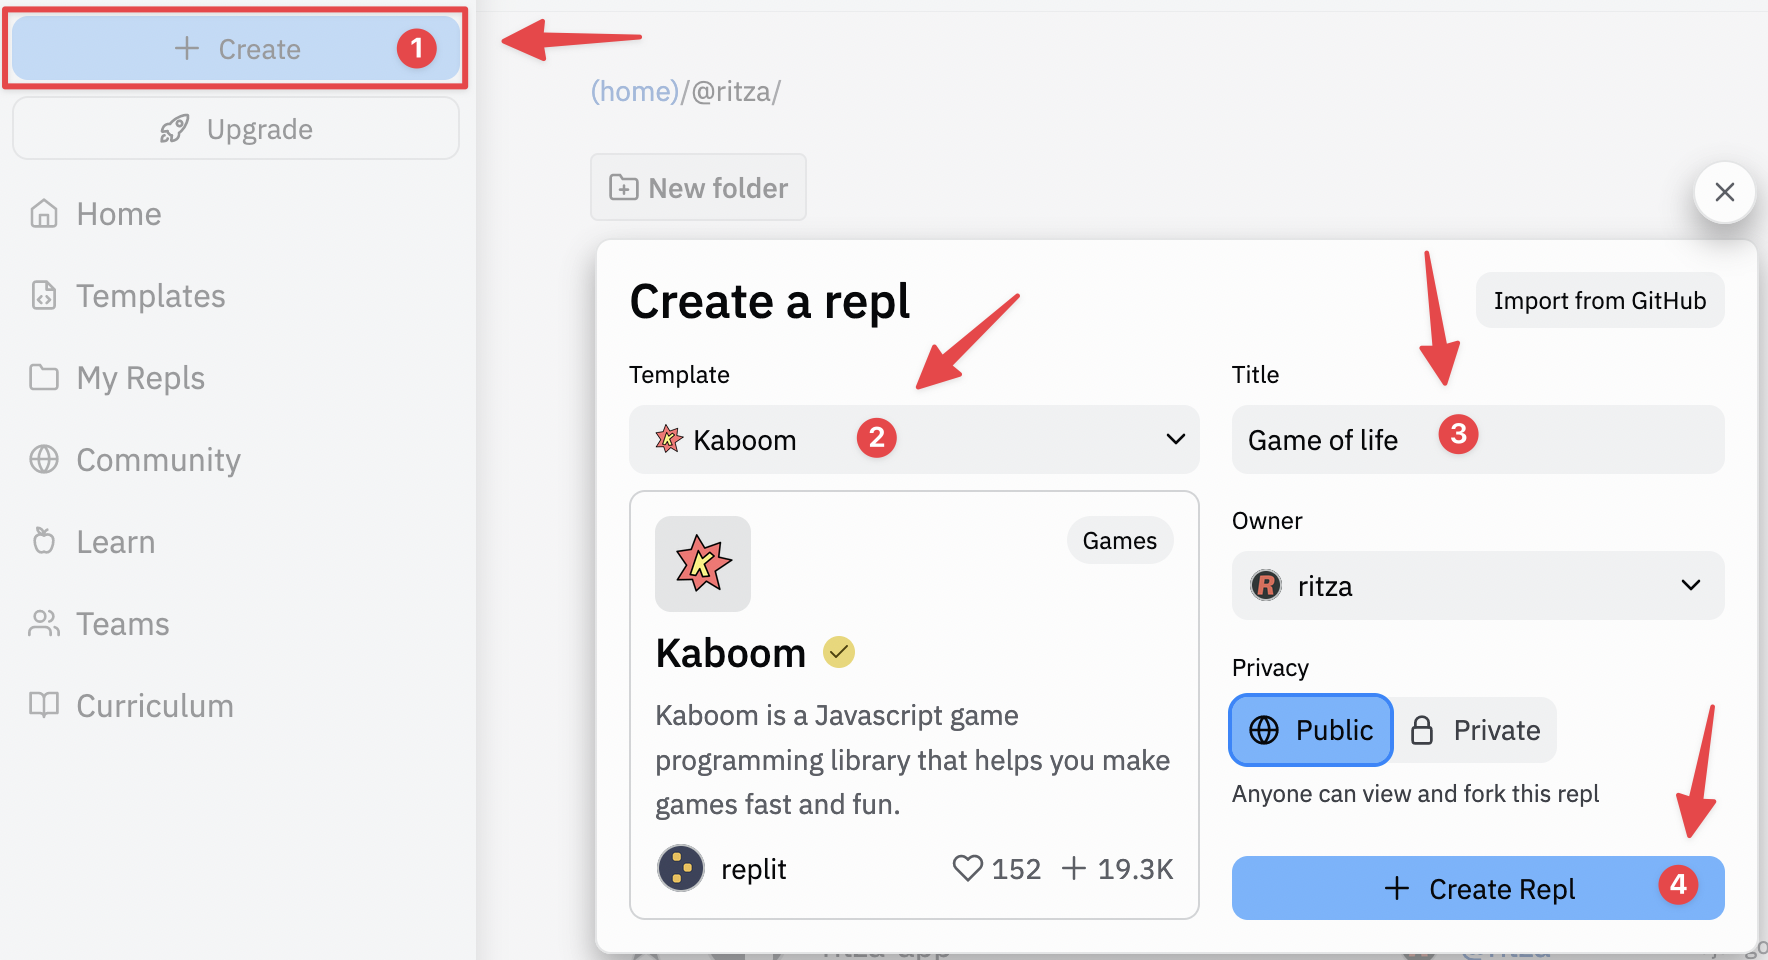 + Create 1
Upgrade
Home
Templates
My Repls
Community
Learn
Teams
Curriculum
(home)/@ritza/
New folder
Create a repl
Import from GitHub
Template
Kaboom 2
Games
Kaboom
Kaboom is a Javascript game
programming library that helps you make
games fast and fun.
replit
152 + 19.3K
Title
Game of life 3
Owner
ritza
Privacy
Public
Private
Anyone can view and fork this repl
+ Create Repl 4